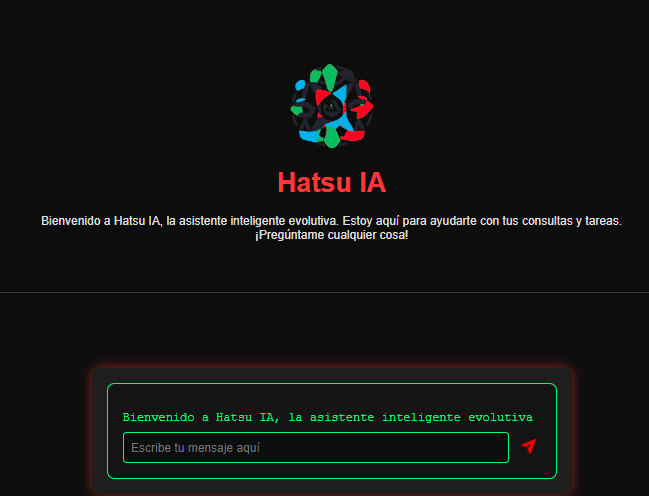 Hatsu IA
Bienvenido a Hatsu IA, la asistente inteligente evolutiva. Estoy aquí para ayudarte con tus consultas y tareas.
¡Pregúntame cualquier cosa!
Bienvenido a Hatsu IA, la asistente inteligente evolutiva
Escribe tu mensaje aquí